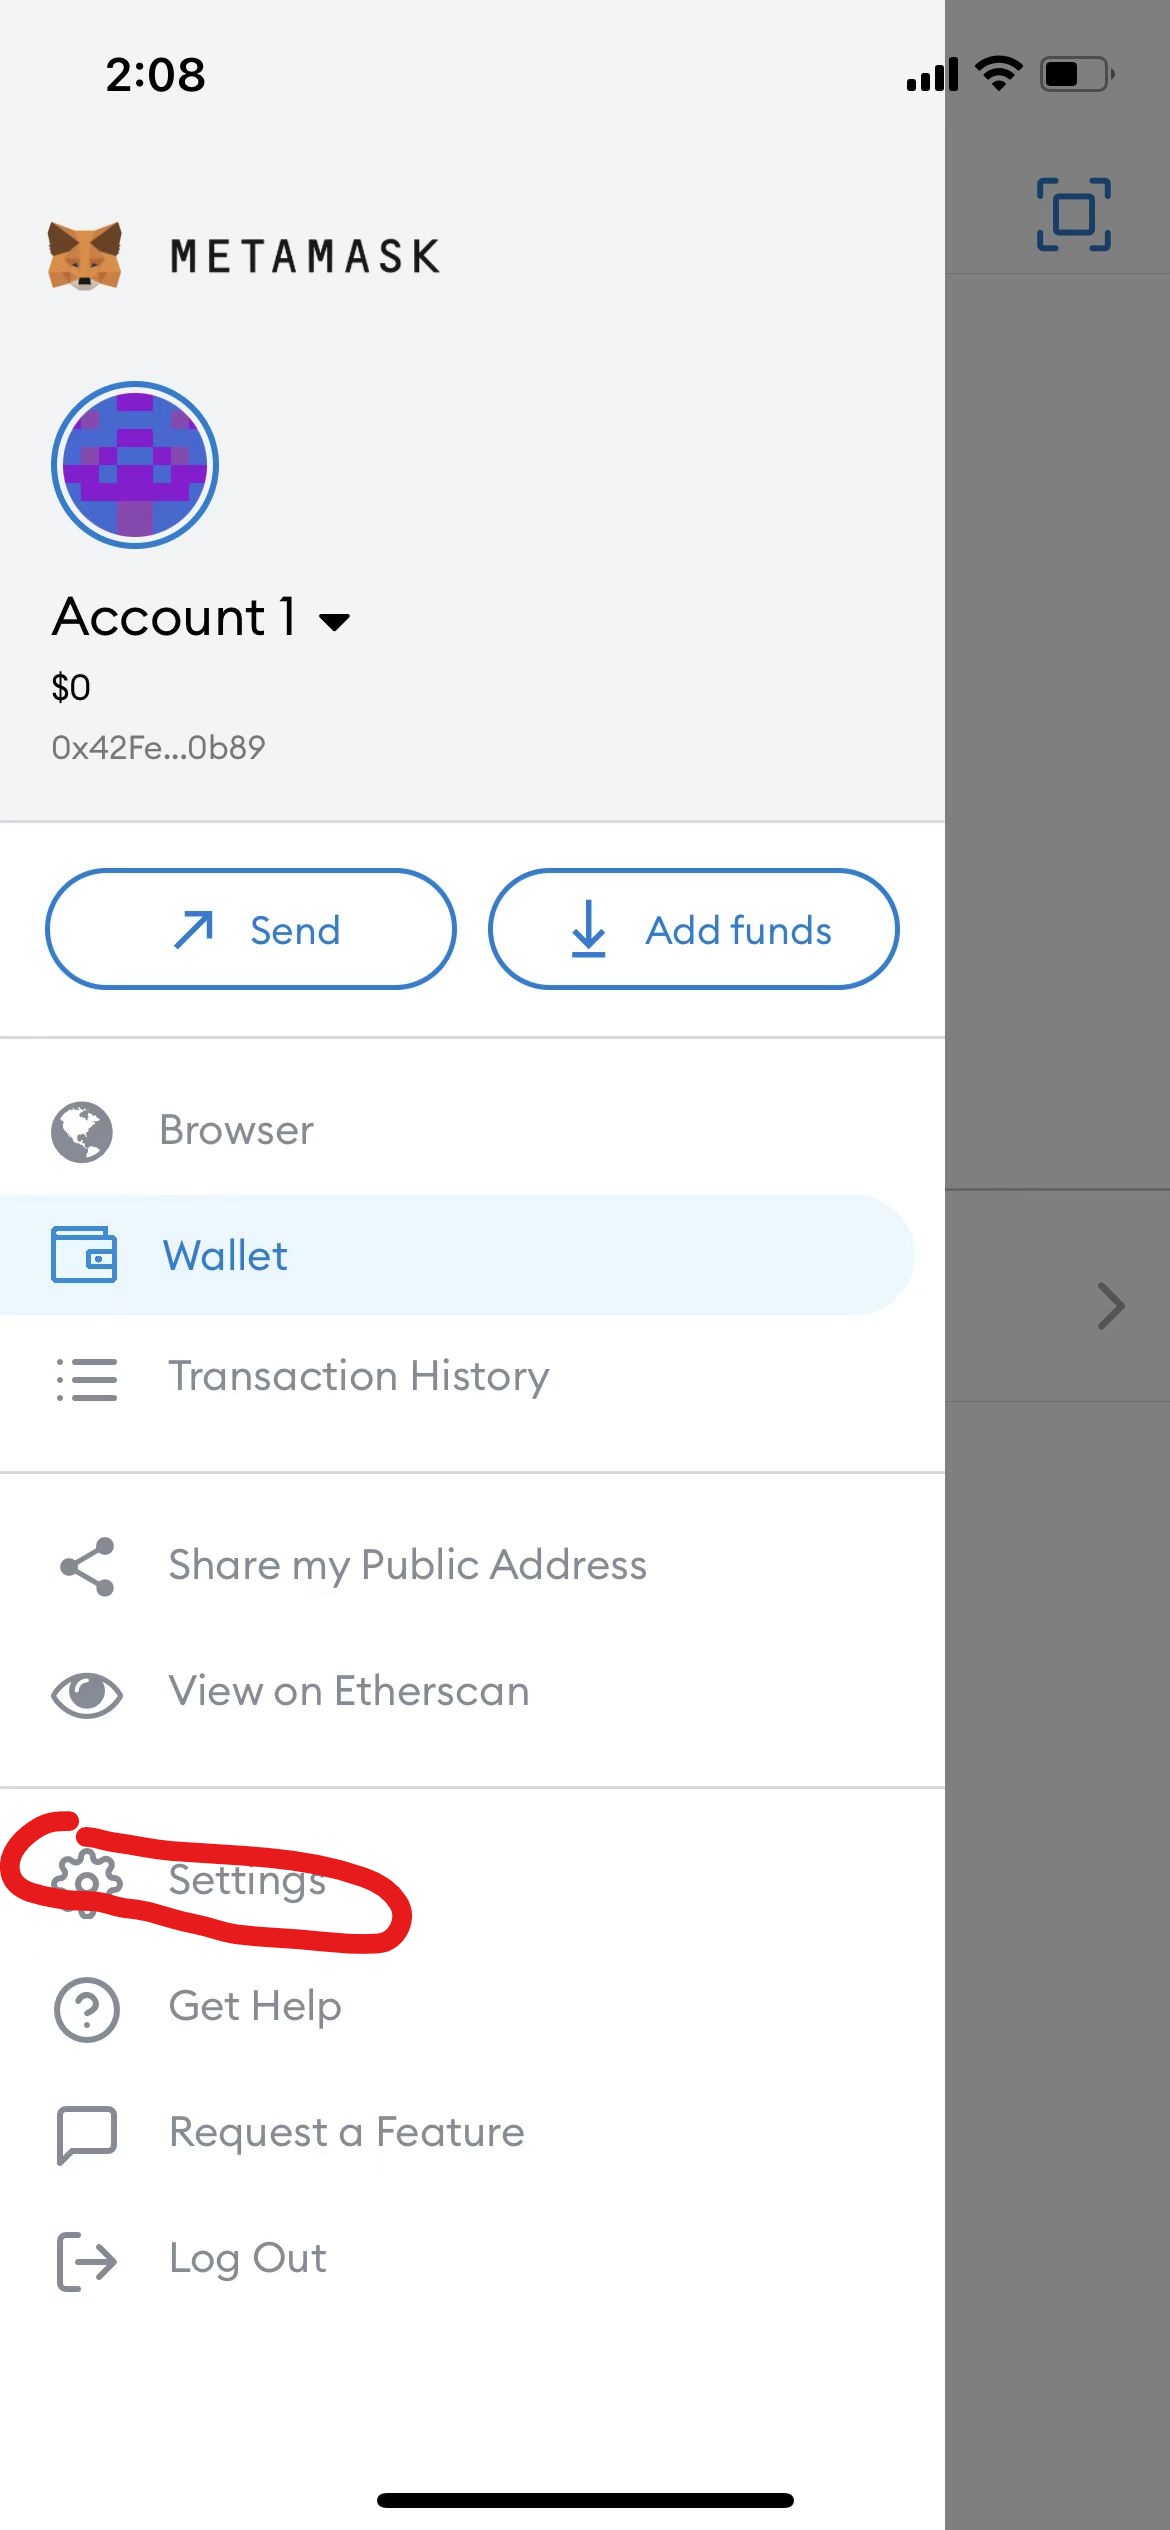 2:08
METAMASK
Account 1
$0
0x42Fe...0b89
Send
Add funds
Browser
Wallet
Transaction History
Share my Public Address
View on Etherscan
Settings
Get Help
Request a Feature
Log Out